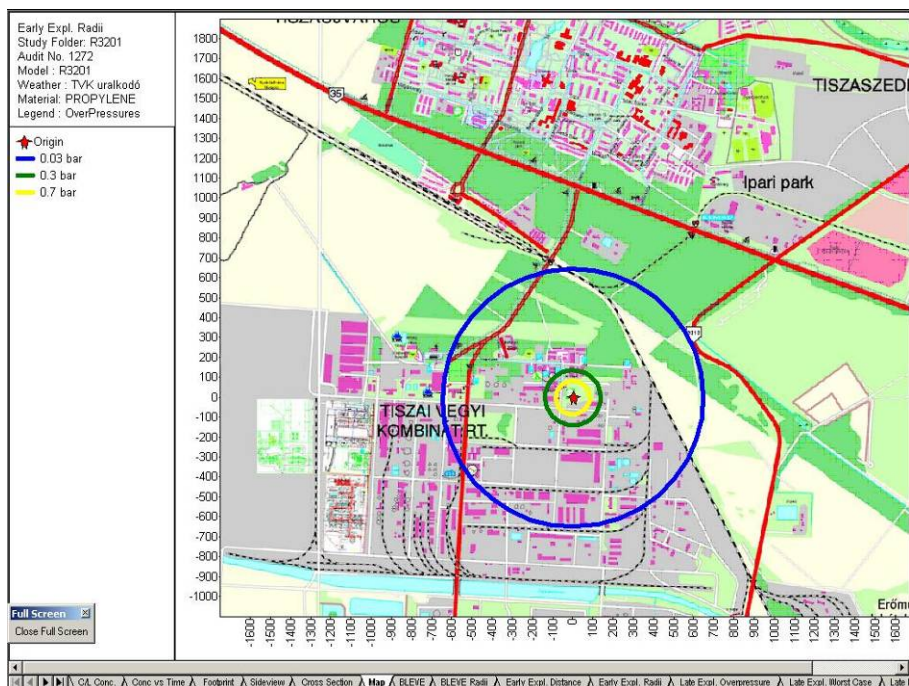 Early Expl. Radii
Study Folder: R3201
Audit No. 1272
Model : R3201
Weather : TVK uralkodó
Material: PROPYLENE
Legend : OverPressures
Origin
0.03 bar
0.3 bar
0.7 bar
TISZAÚJVÁROS
35
TISZASZEDE
Ipari park
TISZAI VEGYI
KOMBINÁT RT.
Erőmű
1800
1700
1600
1500
1400
1300
1200
1100
1000
900
800
700
600
500
400
300
200
100
0
-100
-200
-300
-400
-500
-600
-700
-800
-900
-1000
-1600 -1500 -1400 -1300 -1200 -1100 -1000 -900 -800 -700 -600 -500 -400 -300 -200 -100 0 100 200 300 400 500 600 700 800 900 1000 1100 1200 1300 1400 1500 1600
Full Screen
Close Full Screen
C/L Conc. Conc vs Time Footprint Sideview Cross Section Map BLEVE BLEVE Radii Early Expl. Distance Early Expl. Radii Late Expl. Overpressure Late Expl. Worst Case Late